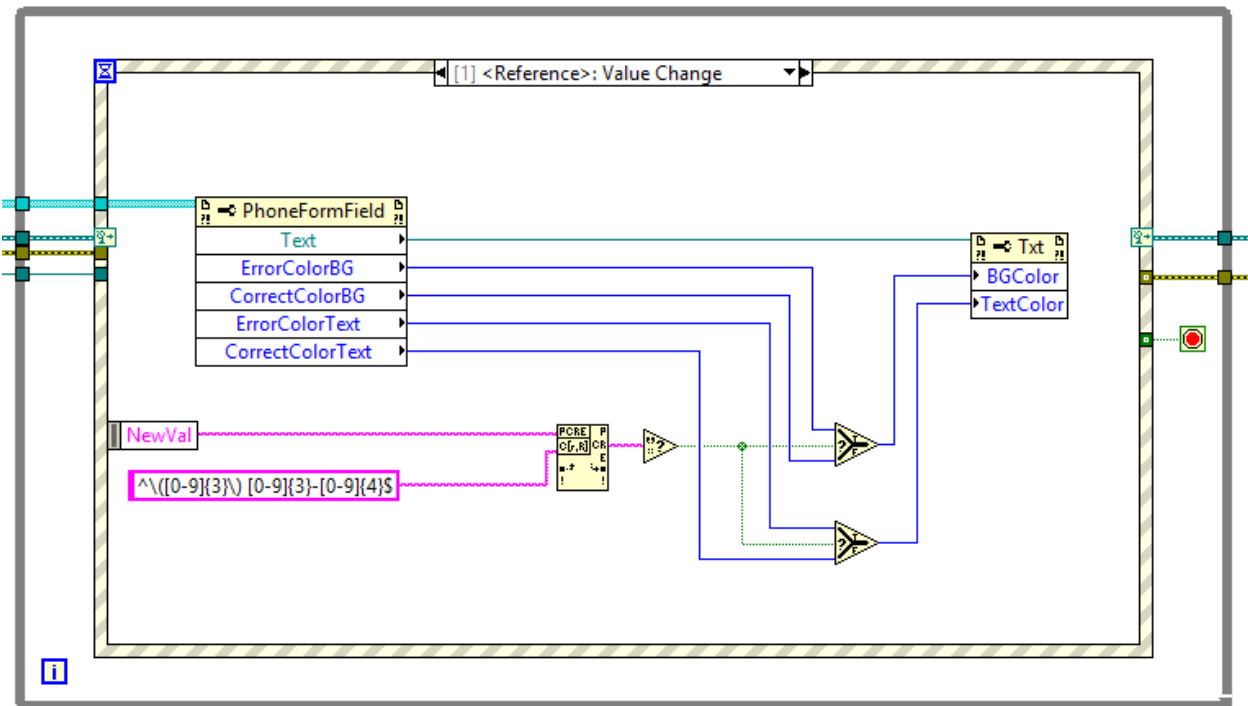 [1] <Reference>: Value Change
PhoneFormField
Text
ErrorColorBG
CorrectColorBG
ErrorColorText
CorrectColorText
Txt
BGColor
TextColor
NewVal
PCRE
C[r,R]
P
CR
E
^\([0-9]{3}\) [0-9]{3}-[0-9]{4}$
?
T
F
?
T
F
i